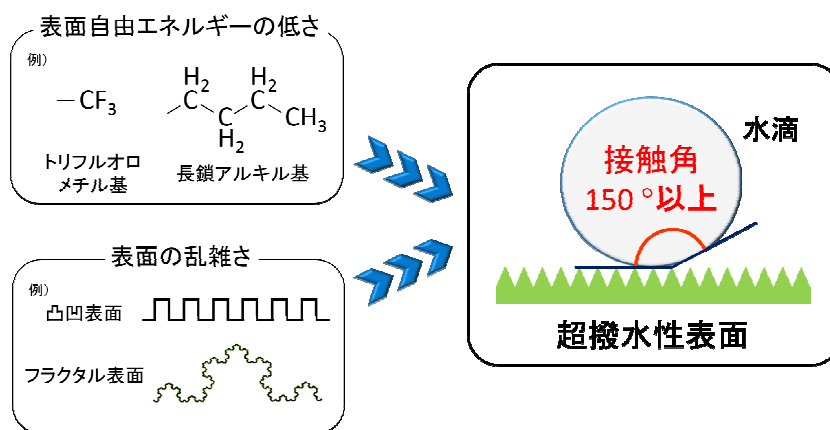 表面自由エネルギーの低さ
例)
－CF3
H2 H2
C C
C CH3
H2
トリフルオロ
メチル基
長鎖アルキル基
表面の乱雑さ
例)
凸凹表面
フラクタル表面
水滴
接触角
150 °以上
超撥水性表面